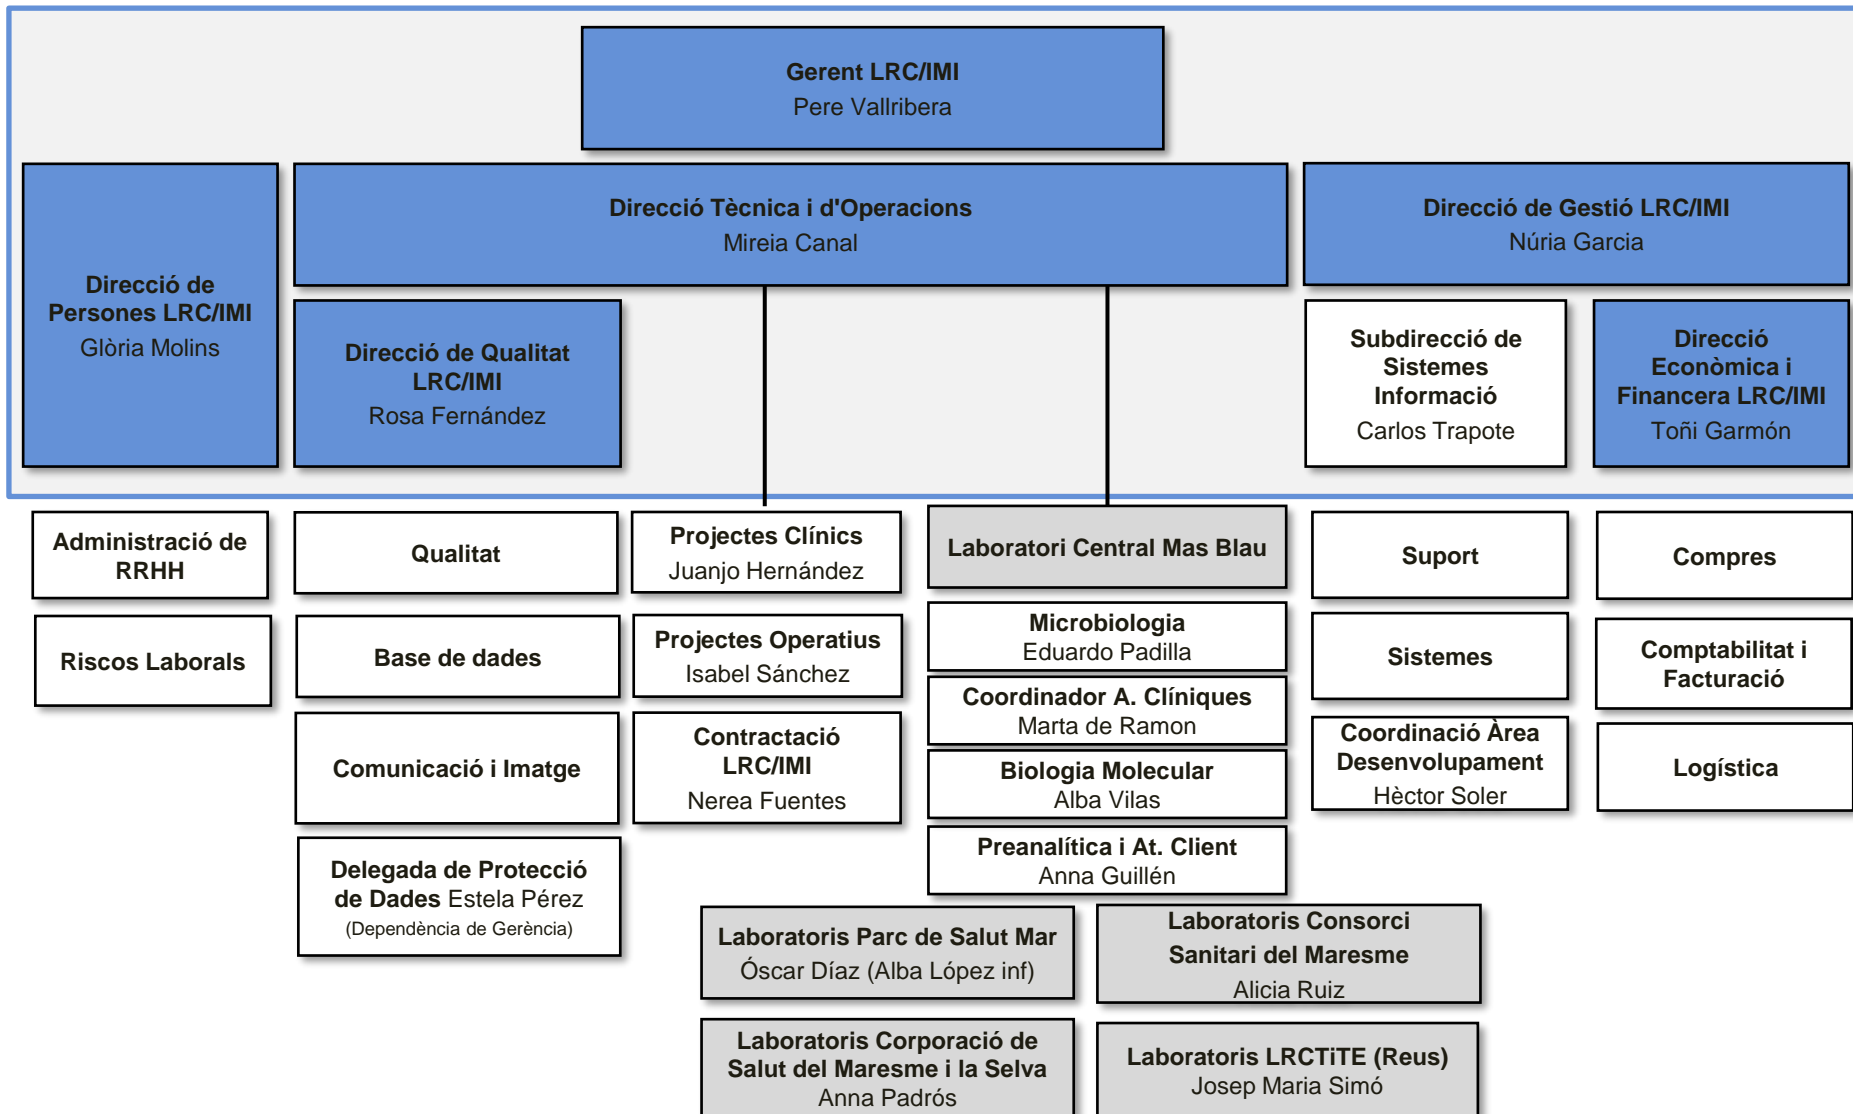 Gerent LRC/IMI
Pere Vallribera
Direcció de
Persones LRC/IMI
Glòria Molins
Direcció Tècnica i d'Operacions
Mireia Canal
Direcció de Gestió LRC/IMI
Núria Garcia
Direcció de Qualitat
LRC/IMI
Rosa Fernández
Subdirecció de
Sistemes
Informació
Carlos Trapote
Direcció
Econòmica i
Financera LRC/IMI
Toñi Garmón
Administració de
RRHH
Riscos Laborals
Qualitat
Base de dades
Comunicació i Imatge
Delegada de Protecció
de Dades Estela Pérez
(Dependència de Gerència)
Projectes Clínics
Juanjo Hernández
Projectes Operatius
Isabel Sánchez
Contractació
LRC/IMI
Nerea Fuentes
Laboratori Central Mas Blau
Microbiologia
Eduardo Padilla
Coordinador A. Clíniques
Marta de Ramon
Biologia Molecular
Alba Vilas
Preanalítica i At. Client
Anna Guillén
Suport
Sistemes
Coordinació Àrea
Desenvolupament
Hèctor Soler
Compres
Comptabilitat i
Facturació
Logística
Laboratoris Parc de Salut Mar
Óscar Díaz (Alba López inf)
Laboratoris Consorci
Sanitari del Maresme
Alicia Ruiz
Laboratoris Corporació de
Salut del Maresme i la Selva
Anna Padrós
Laboratoris LRCTiTE (Reus)
Josep Maria Simó